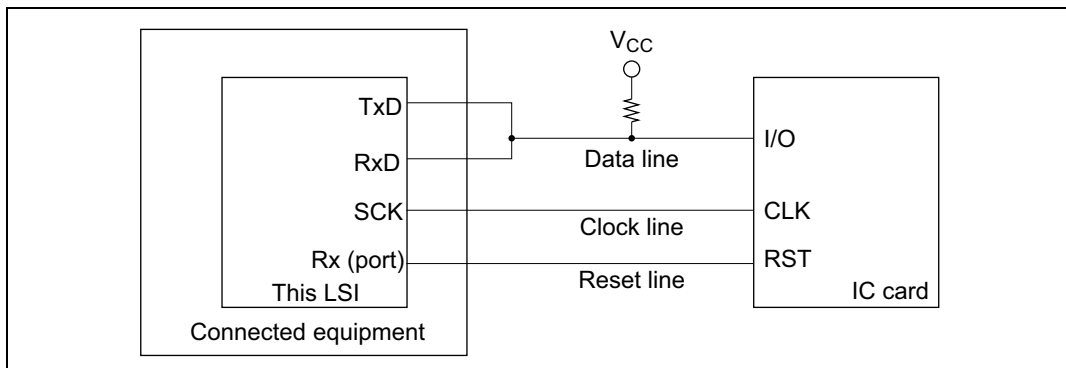 VCC
TxD
I/O
RxD
Data line
SCK
CLK
Clock line
Rx (port)
RST
This LSI
Reset line
IC card
Connected equipment